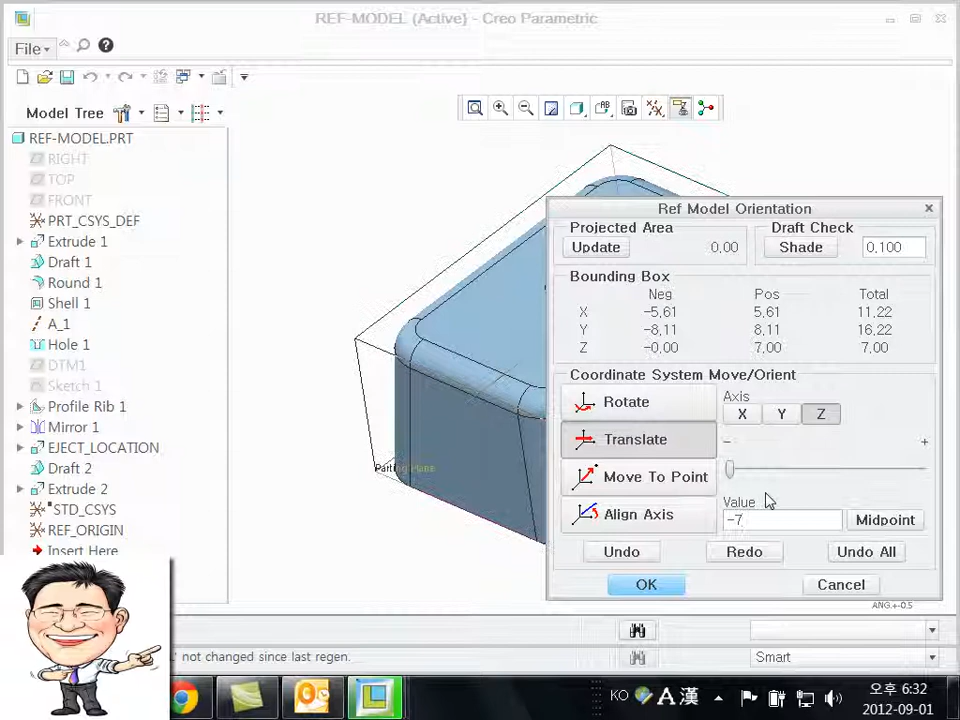 REF-MODEL (Active) - Creo Parametric
File
Model Tree
REF-MODEL.PRT
RIGHT
TOP
FRONT
PRT_CSYS_DEF
Extrude 1
Draft 1
Round 1
Shell 1
A_1
Hole 1
DTM1
Sketch 1
Profile Rib 1
Mirror 1
EJECT_LOCATION
Draft 2
Extrude 2
*STD_CSYS
REF_ORIGIN
Insert Here
Parting Plane
Ref Model Orientation
Projected Area
Update 0.00
Draft Check
Shade 0.100
Bounding Box
Neg Pos Total
X -5.61 5.61 11.22
Y -8.11 8.11 16.22
Z -0.00 7.00 7.00
Coordinate System Move/Orient
Rotate
Translate
Move To Point
Align Axis
Axis
X Y Z
- +
Value
-7 Midpoint
Undo Redo Undo All
OK Cancel
ANG.+-0.5
' not changed since last regen.
Smart
KO A 漢
오후 6:32
2012-09-01